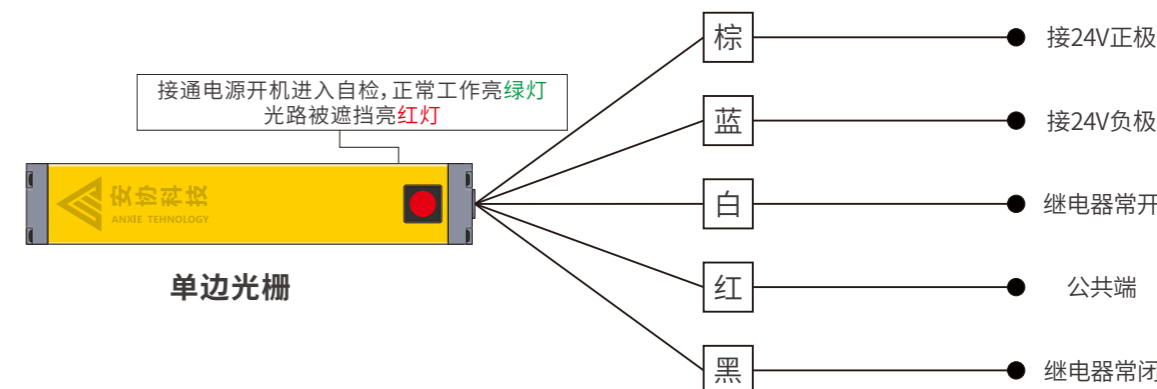 棕
接24V正极
接通电源开机进入自检,正常工作亮绿灯
光路被遮挡亮红灯
蓝
接24V负极
安协科技
ANXIE TEHNOLOGY
白
继电器常开
单边光栅
红
公共端
黑
继电器常闭